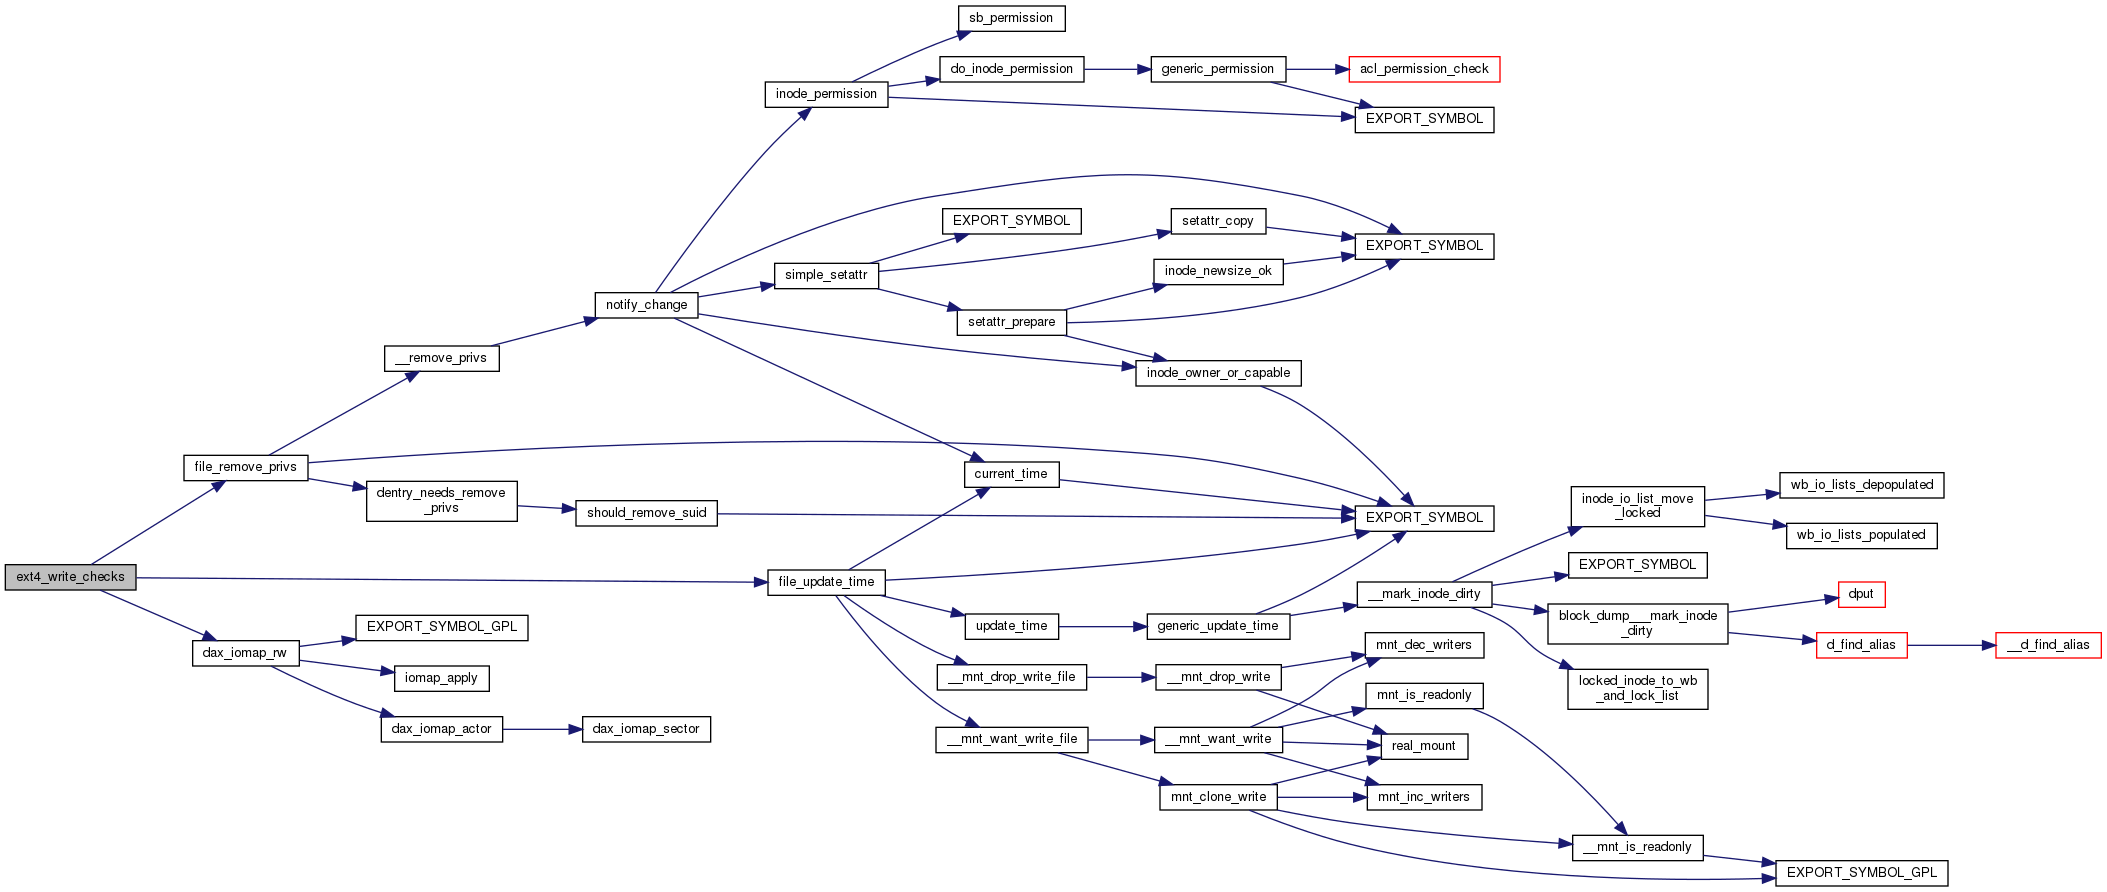 sb_permission
do_inode_permission
generic_permission
acl_permission_check
inode_permission
EXPORT_SYMBOL
EXPORT_SYMBOL
setattr_copy
EXPORT_SYMBOL
simple_setattr
inode_newsize_ok
notify_change
setattr_prepare
__remove_privs
inode_owner_or_capable
file_remove_privs
current_time
dentry_needs_remove
_privs
should_remove_suid
EXPORT_SYMBOL
inode_io_list_move
_locked
wb_io_lists_depopulated
wb_io_lists_populated
ext4_write_checks
file_update_time
EXPORT_SYMBOL
__mark_inode_dirty
dput
block_dump___mark_inode
_dirty
EXPORT_SYMBOL_GPL
update_time
generic_update_time
dax_iomap_rw
mnt_dec_writers
d_find_alias
__d_find_alias
iomap_apply
__mnt_drop_write_file
__mnt_drop_write
locked_inode_to_wb
_and_lock_list
mnt_is_readonly
dax_iomap_actor
dax_iomap_sector
__mnt_want_write_file
__mnt_want_write
real_mount
mnt_clone_write
mnt_inc_writers
__mnt_is_readonly
EXPORT_SYMBOL_GPL